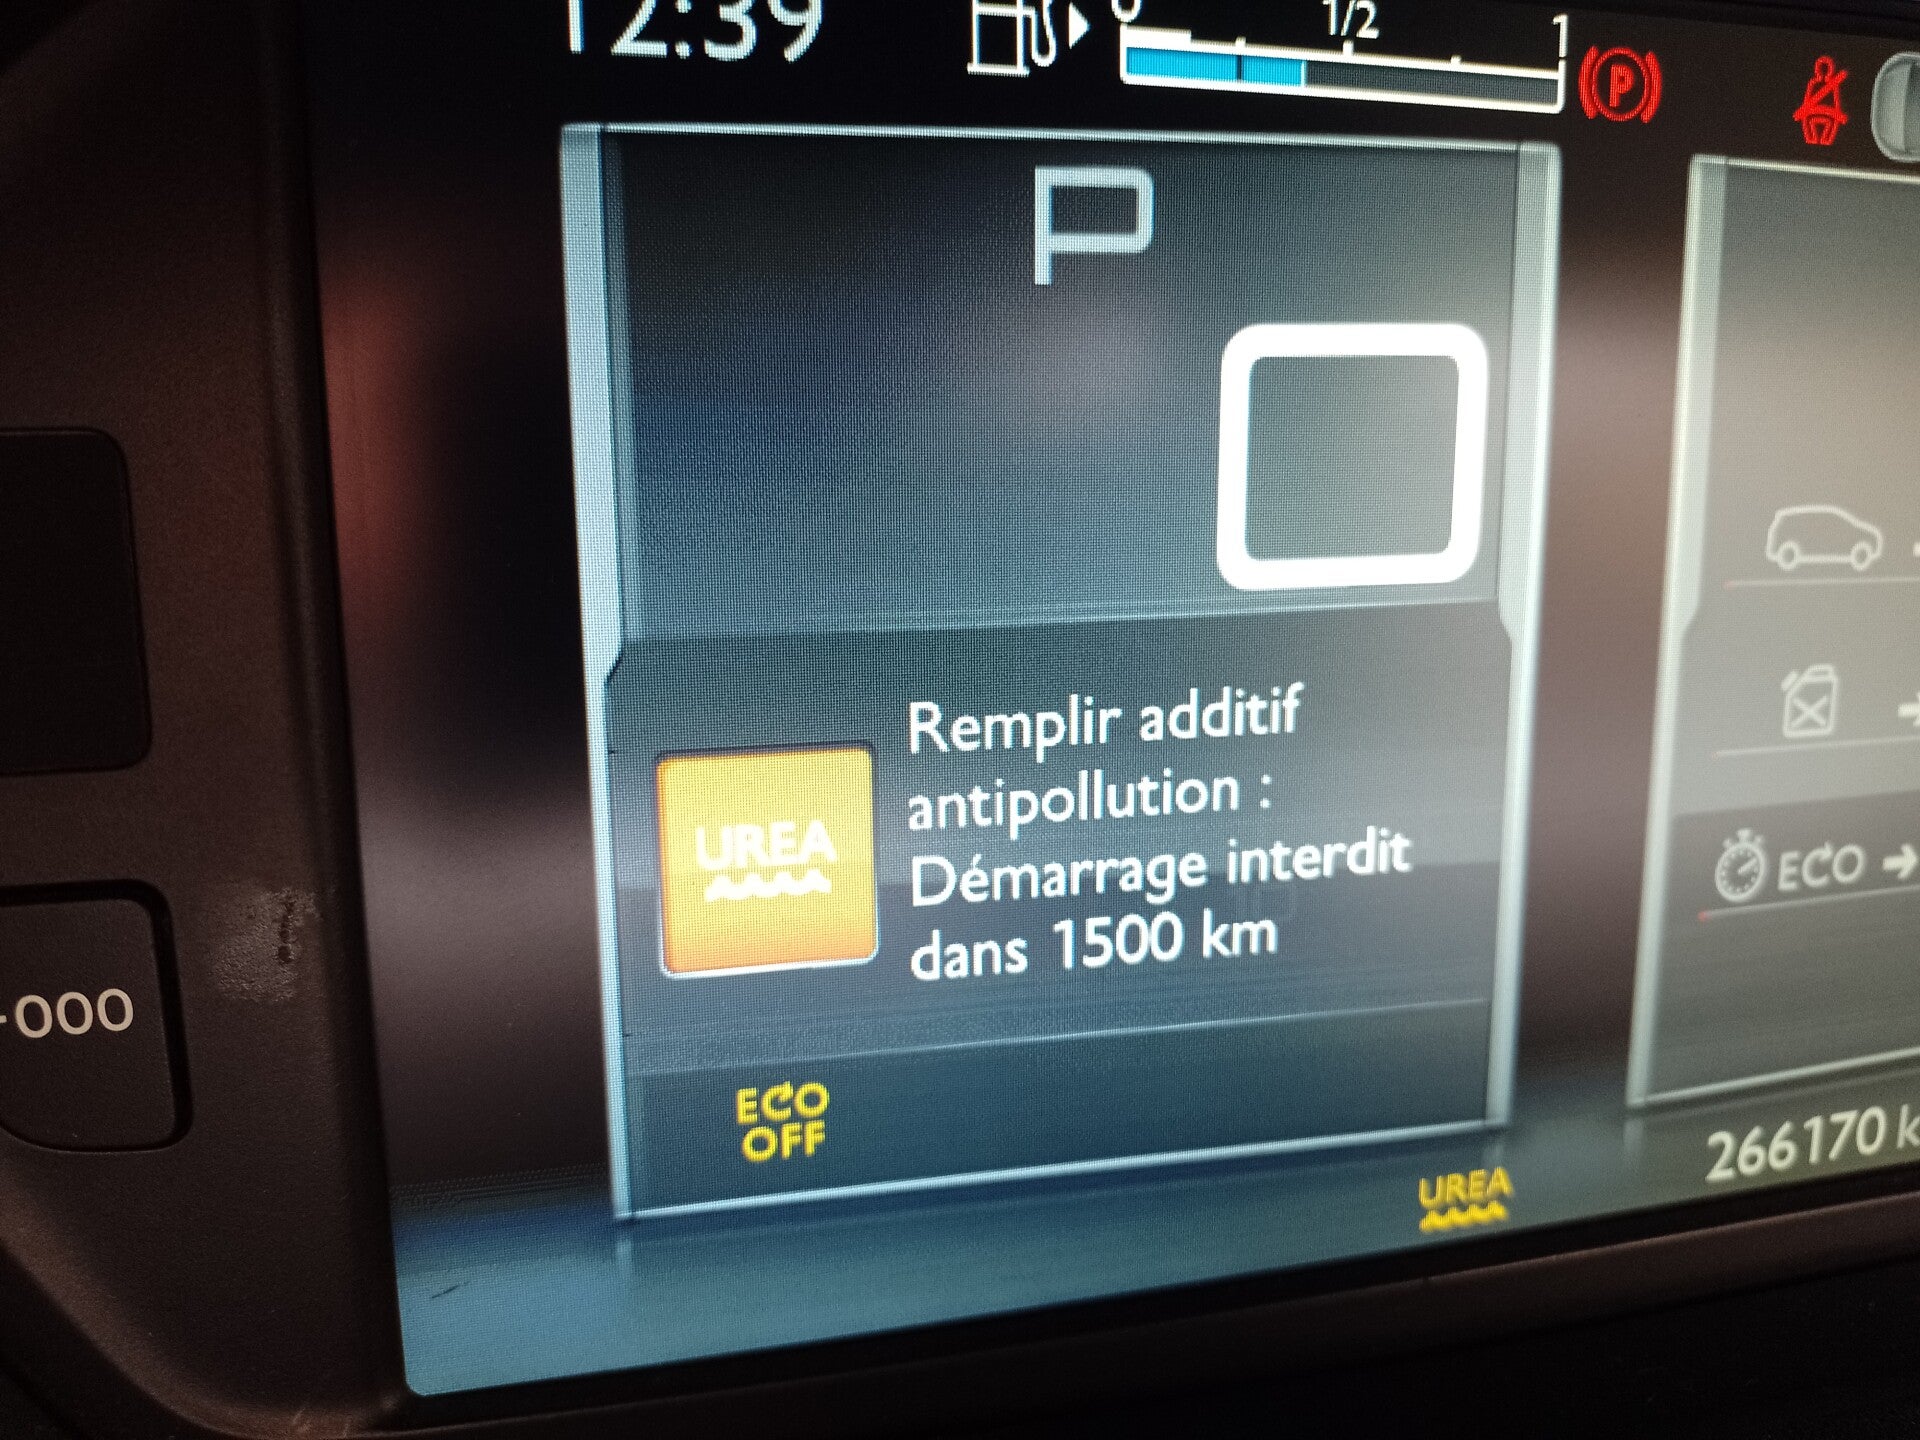 12:39
0 1/2 1
P
P
UREA
Remplir additif
antipollution :
Démarrage interdit
dans 1500 km
ECO
OFF
UREA
ECO
266170 k
-000